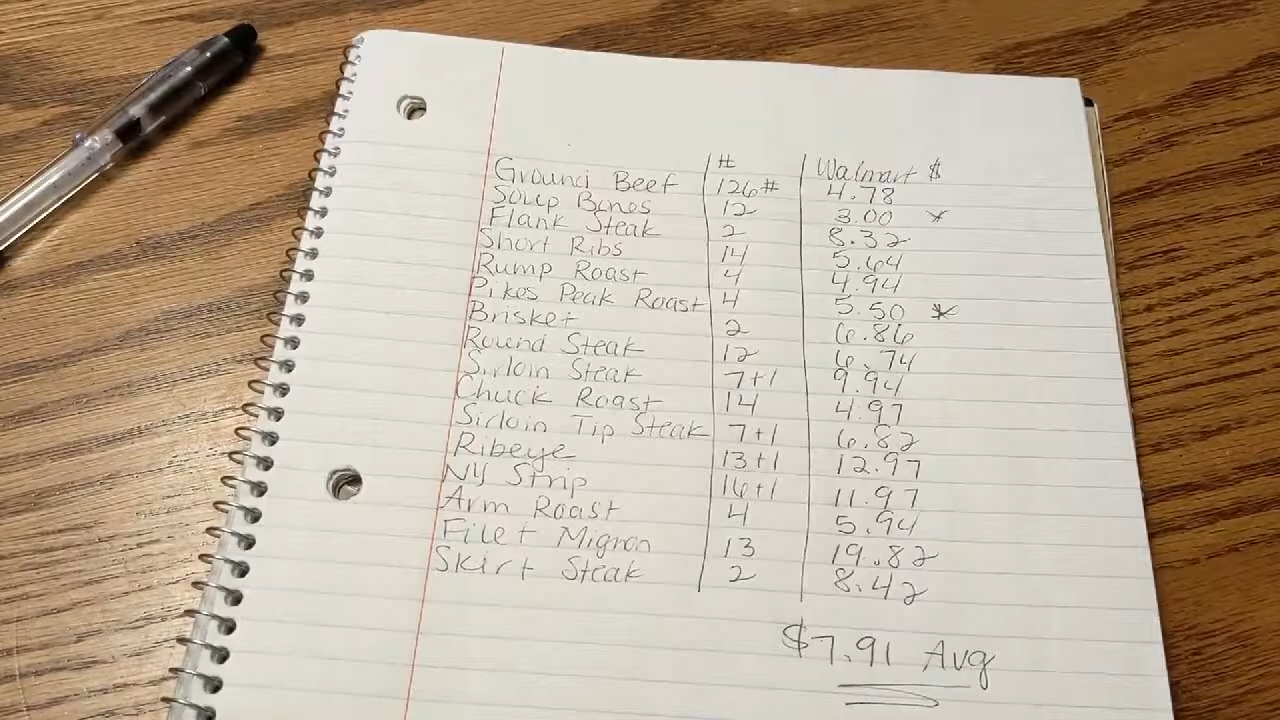 # Walmart $
Ground Beef 126# 4.78
Soup Bones 12 3.00 *
Flank Steak 2 8.32
Short Ribs 14 5.64
Rump Roast 4 4.94
Pikes Peak Roast 4 5.50 *
Brisket 2 6.86
Round Steak 12 6.74
Sirloin Steak 7+1 9.94
Chuck Roast 14 4.97
Sirloin Tip Steak 7+1 6.82
Ribeye 13+1 12.97
NY Strip 16+1 11.97
Arm Roast 4 5.94
Filet Mignon 13 19.82
Skirt Steak 2 8.42
$7.91 Avg